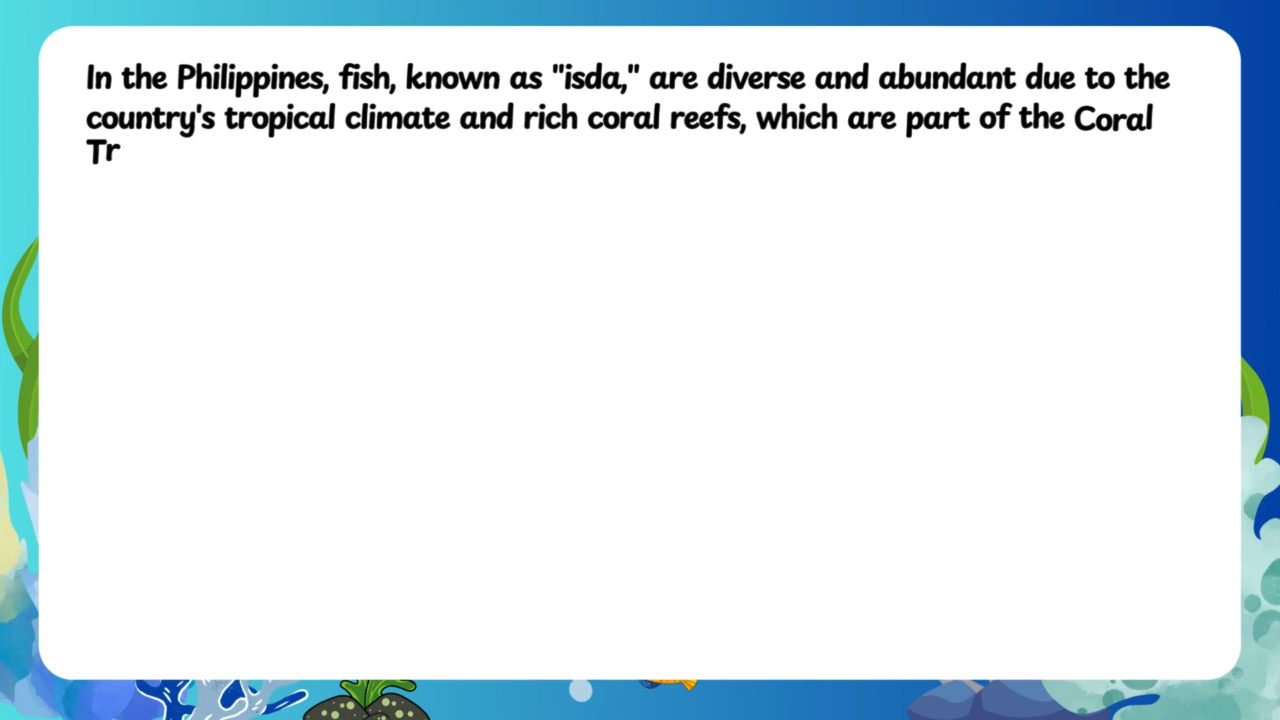 In the Philippines, fish, known as "isda," are diverse and abundant due to the
country's tropical climate and rich coral reefs, which are part of the Coral
Tr